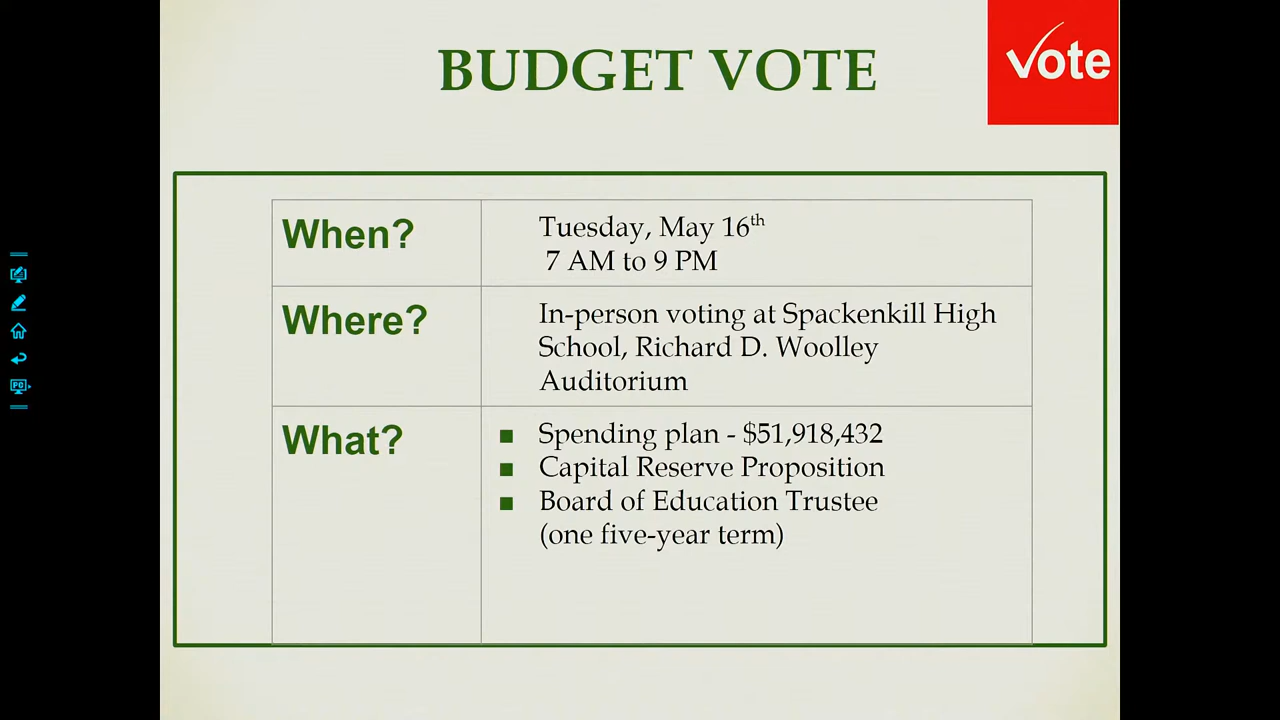 BUDGET VOTE
vote
When?
Tuesday, May 16th
7 AM to 9 PM
Where?
In-person voting at Spackenkill High
School, Richard D. Woolley
Auditorium
What?
■ Spending plan - $51,918,432
■ Capital Reserve Proposition
■ Board of Education Trustee
(one five-year term)
PC